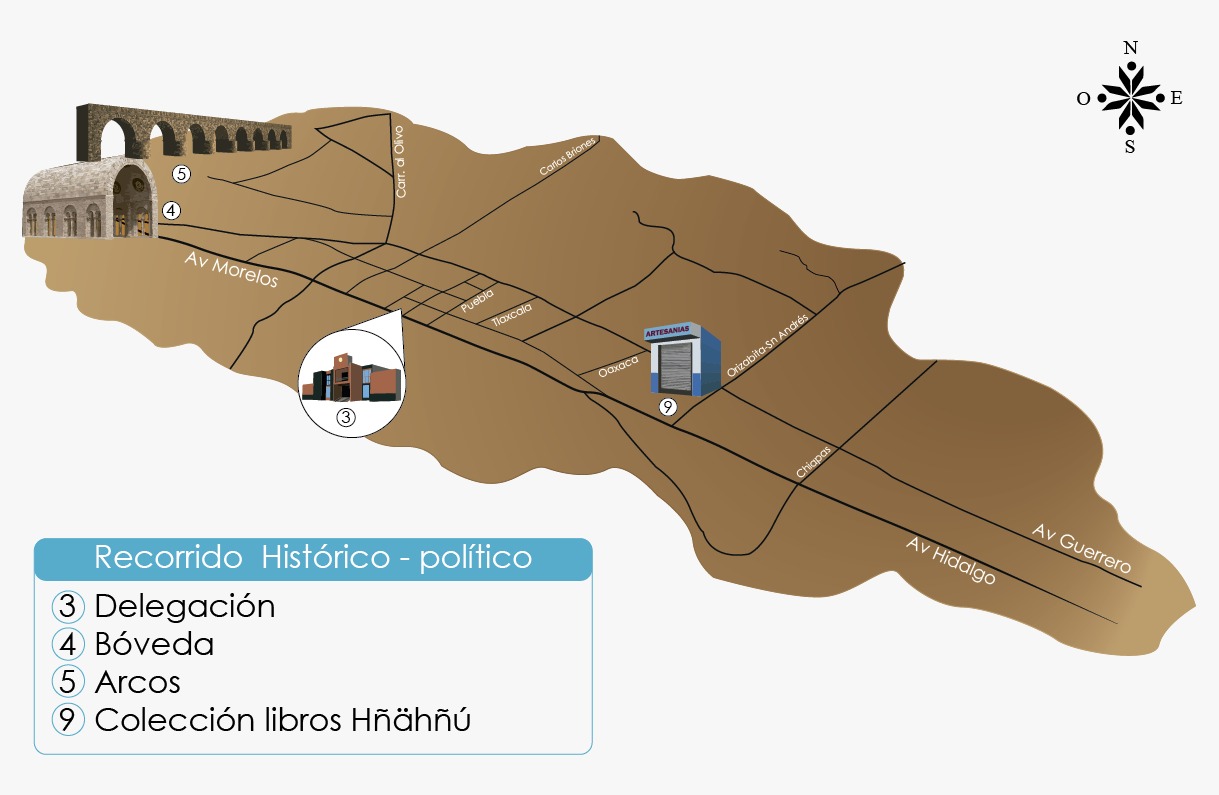 N
O
E
S
Carr. al Olivo
Carlos Briones
5
4
Av Morelos
Puebla
Tlaxcala
ARTESANIAS
Orizabita-Sn Andrés
Oaxaca
9
3
Chiapas
Av Guerrero
Av Hidalgo
Recorrido Histórico - político
3 Delegación
4 Bóveda
5 Arcos
9 Colección libros Hñähñú